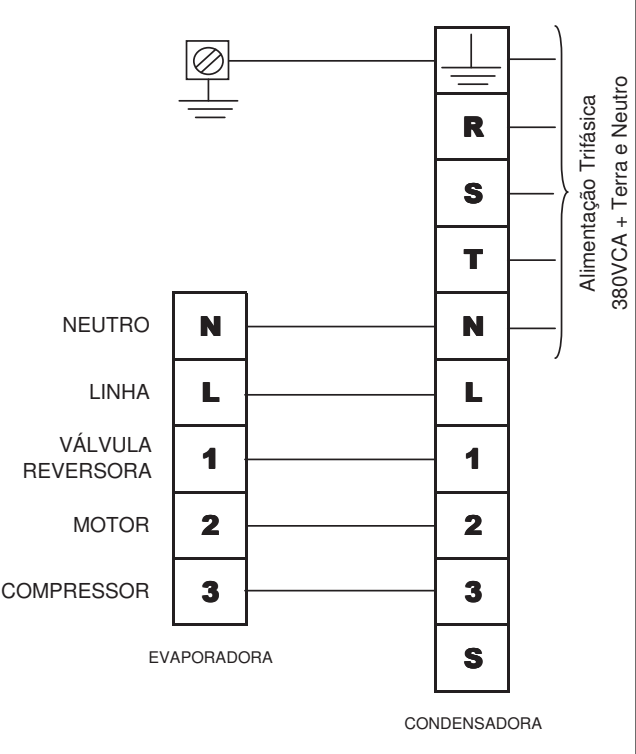 R
S
T
N
L
1
2
3
S
Alimentação Trifásica
380VCA + Terra e Neutro
NEUTRO
N
LINHA
L
VÁLVULA
REVERSORA
1
MOTOR
2
COMPRESSOR
3
EVAPORADORA
CONDENSADORA